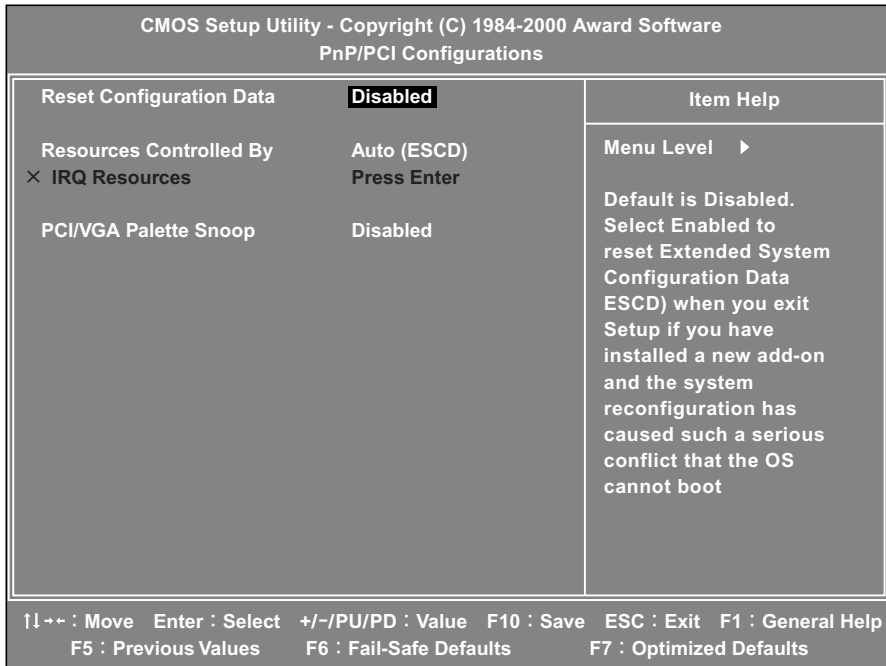 CMOS Setup Utility - Copyright (C) 1984-2000 Award Software
PnP/PCI Configurations
Reset Configuration Data Disabled
Resources Controlled By Auto (ESCD)
× IRQ Resources Press Enter
PCI/VGA Palette Snoop Disabled
Item Help
Menu Level ▶
Default is Disabled.
Select Enabled to
reset Extended System
Configuration Data
ESCD) when you exit
Setup if you have
installed a new add-on
and the system
reconfiguration has
caused such a serious
conflict that the OS
cannot boot
↑↓→←:Move Enter:Select +/-/PU/PD:Value F10:Save ESC:Exit F1:General Help
F5:Previous Values F6:Fail-Safe Defaults F7:Optimized Defaults